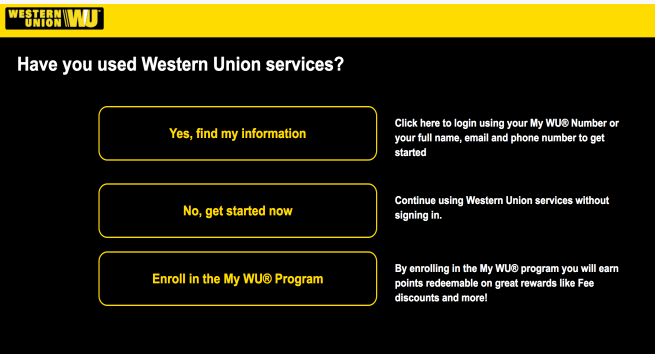 WESTERN
UNION WU
Have you used Western Union services?
Yes, find my information
Click here to login using your My WU® Number or
your full name, email and phone number to get
started
No, get started now
Continue using Western Union services without
signing in.
Enroll in the My WU® Program
By enrolling in the My WU® program you will earn
points redeemable on great rewards like Fee
discounts and more!